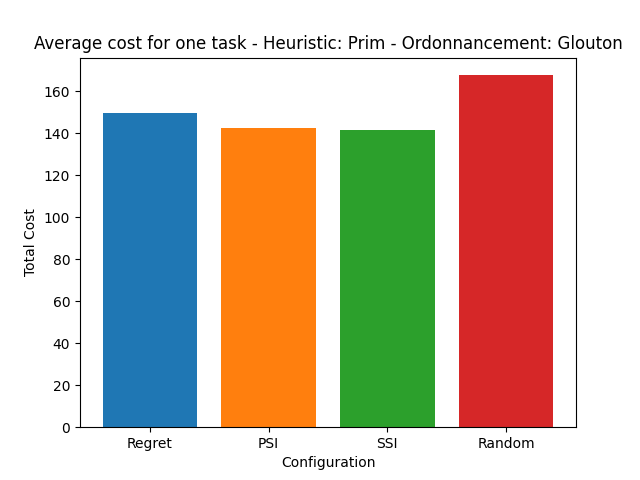 Average cost for one task - Heuristic: Prim - Ordonnancement: Glouton
Total Cost
160
140
120
100
80
60
40
20
0
Regret
PSI
SSI
Random
Configuration